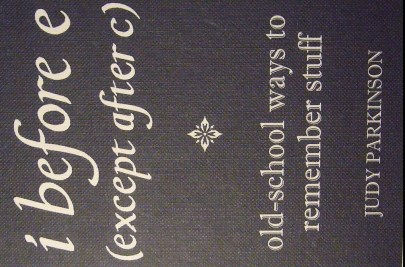 i before e
(except after c)
old-school ways to
remember stuff
JUDY PARKINSON